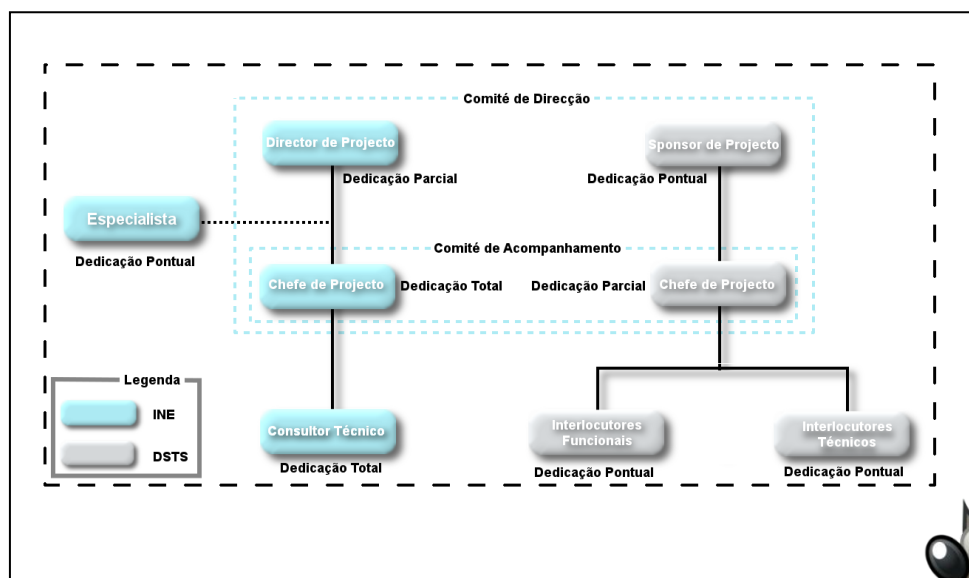 Comité de Direcção
Director de Projecto
Sponsor de Projecto
Dedicação Parcial
Dedicação Pontual
Especialista
Dedicação Pontual
Comité de Acompanhamento
Chefe de Projecto
Dedicação Total
Dedicação Parcial
Chefe de Projecto
Legenda
INE
DSTS
Consultor Técnico
Dedicação Total
Interlocutores
Funcionais
Dedicação Pontual
Interlocutores
Técnicos
Dedicação Pontual